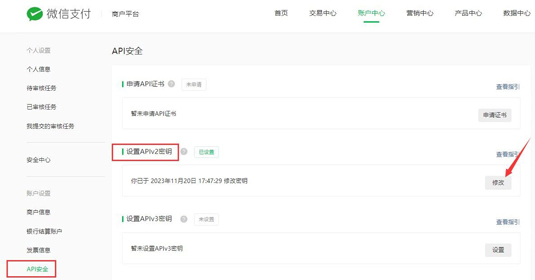 微信支付 商户平台 首页 交易中心 账户中心 营销中心 产品中心 数据中心
个人设置
个人信息
待审核任务
已审核任务
我提交的审核任务
安全中心
账户设置
商户信息
银行结算账户
发票信息
API安全
API安全
申请API证书 ? 未申请 查看指引
暂未申请API证书 申请证书
设置APIv2密钥 ? 已设置 查看指引
你已于 2023年11月20日 17:47:29 修改密钥 修改
设置APIv3密钥 ? 未设置 查看指引
暂未设置APIv3密钥 设置